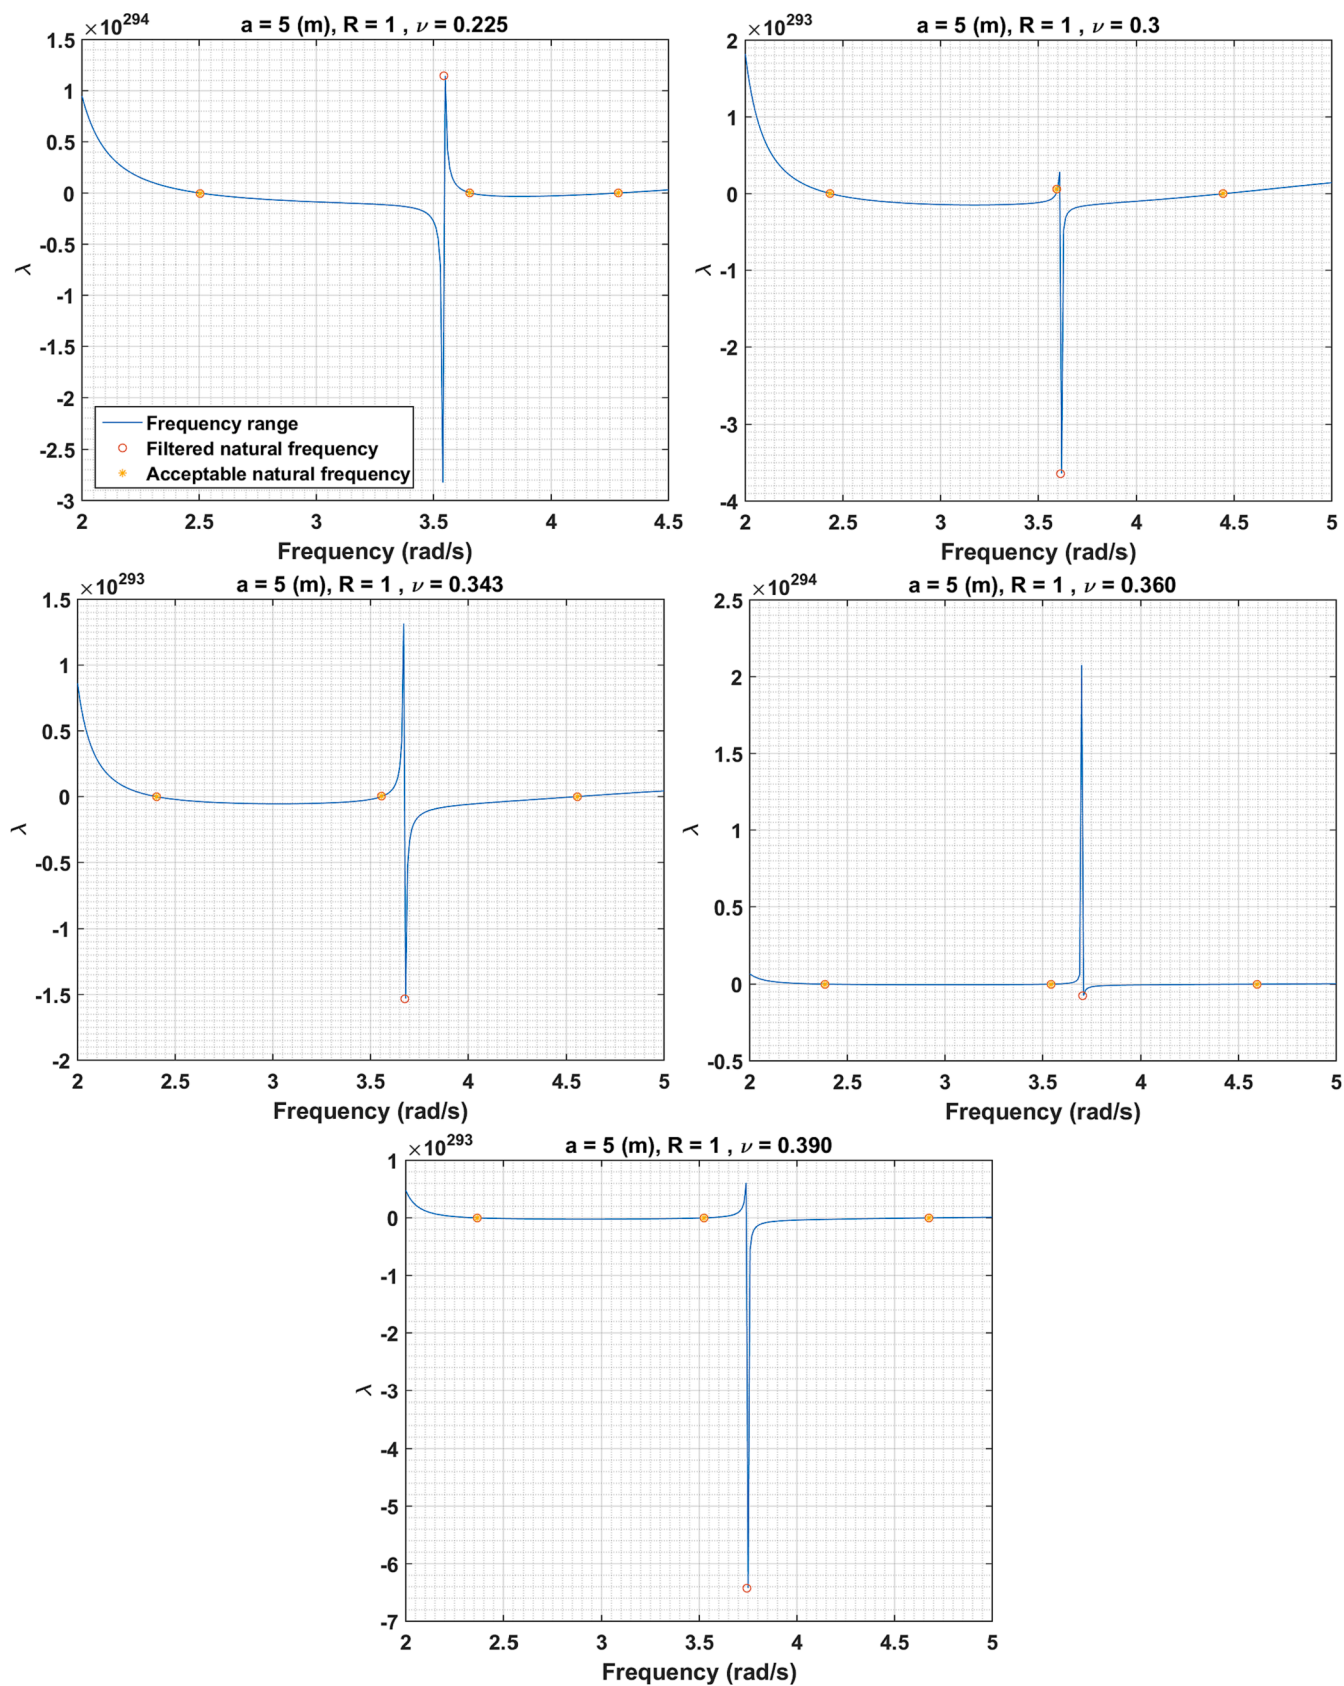 ×10^294
a = 5 (m), R = 1 , ν = 0.225
1.5
1
0.5
0
-0.5
-1
-1.5
-2
-2.5
-3
λ
Frequency range
Filtered natural frequency
Acceptable natural frequency
2 2.5 3 3.5 4 4.5
Frequency (rad/s)
×10^293
a = 5 (m), R = 1 , ν = 0.3
2
1
0
-1
-2
-3
-4
λ
2 2.5 3 3.5 4 4.5 5
Frequency (rad/s)
×10^293
a = 5 (m), R = 1 , ν = 0.343
1.5
1
0.5
0
-0.5
-1
-1.5
-2
λ
2 2.5 3 3.5 4 4.5 5
Frequency (rad/s)
×10^294
a = 5 (m), R = 1 , ν = 0.360
2.5
2
1.5
1
0.5
0
-0.5
λ
2 2.5 3 3.5 4 4.5 5
Frequency (rad/s)
×10^293
a = 5 (m), R = 1 , ν = 0.390
1
0
-1
-2
-3
-4
-5
-6
-7
λ
2 2.5 3 3.5 4 4.5 5
Frequency (rad/s)